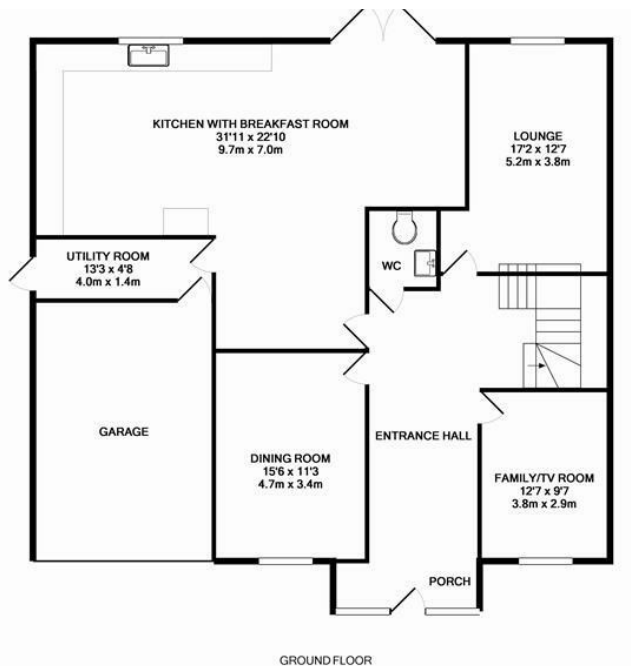 KITCHEN WITH BREAKFAST ROOM
31'11 x 22'10
9.7m x 7.0m
LOUNGE
17'2 x 12'7
5.2m x 3.8m
UTILITY ROOM
13'3 x 4'8
4.0m x 1.4m
WC
GARAGE
ENTRANCE HALL
DINING ROOM
15'6 x 11'3
4.7m x 3.4m
FAMILY/TV ROOM
12'7 x 9'7
3.8m x 2.9m
PORCH
GROUND FLOOR